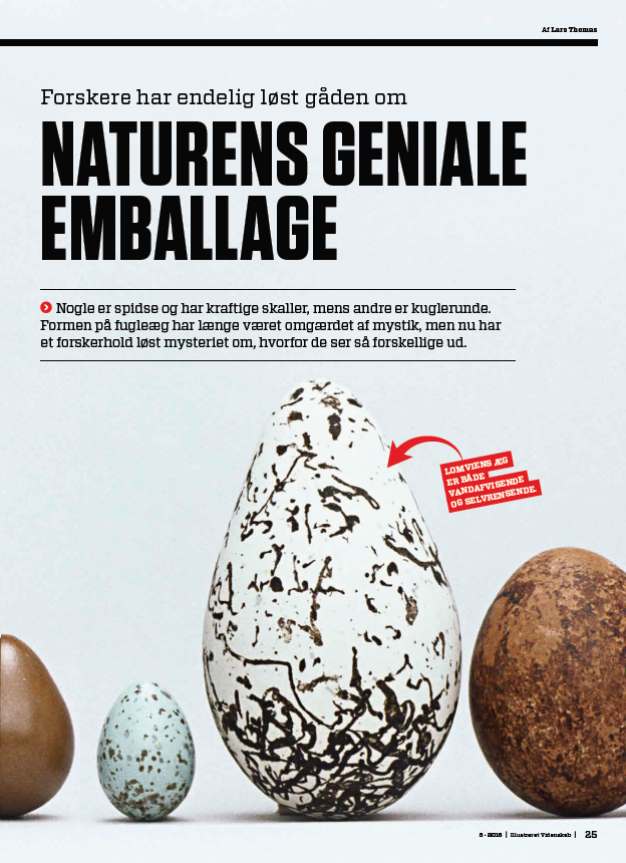 Af Lars Thomas
Forskere har endelig løst gåden om
NATURENS GENIALE
EMBALLAGE
Nogle er spidse og har kraftige skaller, mens andre er kuglerunde.
Formen på fugleæg har længe været omgærdet af mystik, men nu har
et forskerhold løst mysteriet om, hvorfor de ser så forskellige ud.
LOMVIENS ÆG
ER BÅDE
VANDAFVISENDE
OG SELVRENSENDE
Illustreret Videnskab | 25